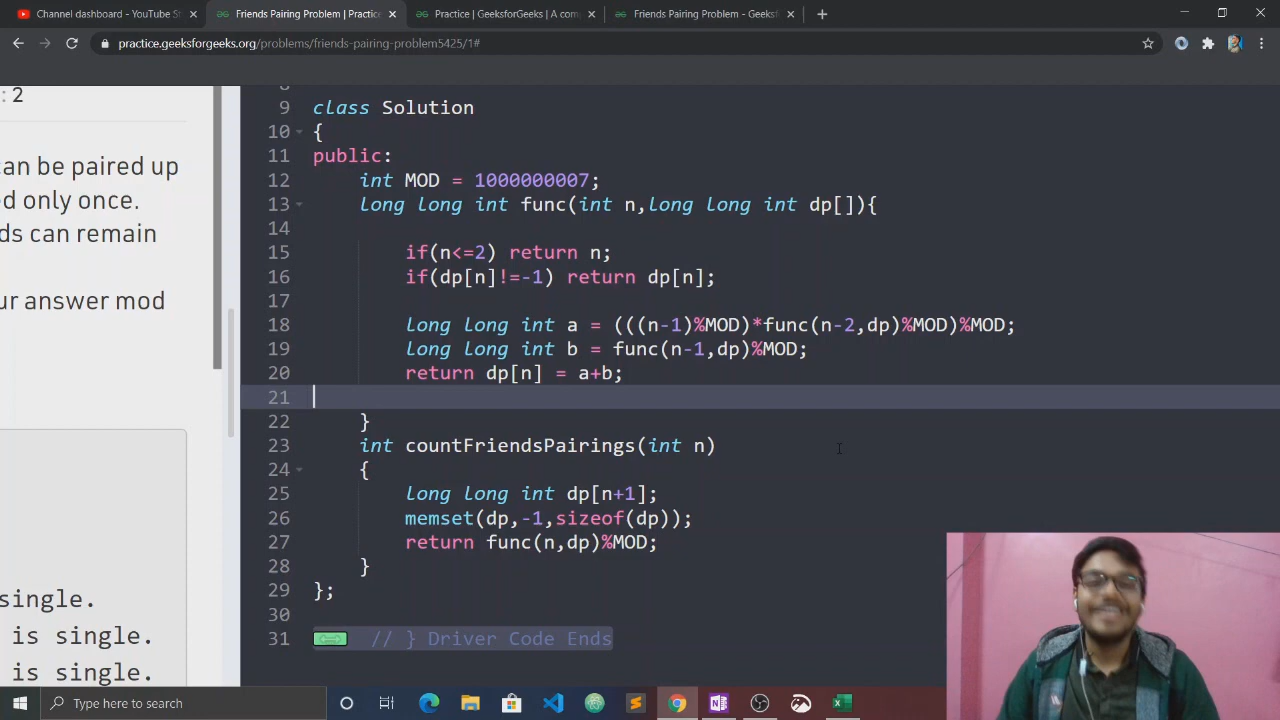 Channel dashboard - YouTube St
Friends Pairing Problem | Practice
Practice | GeeksforGeeks | A com
Friends Pairing Problem - Geeksf
practice.geeksforgeeks.org/problems/friends-pairing-problem5425/1#
: 2
can be paired up
ed only once.
ds can remain
ur answer mod
single.
is single.
is single.
8
9 class Solution
10 {
11 public:
12 int MOD = 1000000007;
13 long long int func(int n,long long int dp[]){
14
15 if(n<=2) return n;
16 if(dp[n]!=-1) return dp[n];
17
18 long long int a = (((n-1)%MOD)*func(n-2,dp)%MOD)%MOD;
19 long long int b = func(n-1,dp)%MOD;
20 return dp[n] = a+b;
21
22 }
23 int countFriendsPairings(int n)
24 {
25 long long int dp[n+1];
26 memset(dp,-1,sizeof(dp));
27 return func(n,dp)%MOD;
28 }
29 };
30
31 // } Driver Code Ends
Type here to search